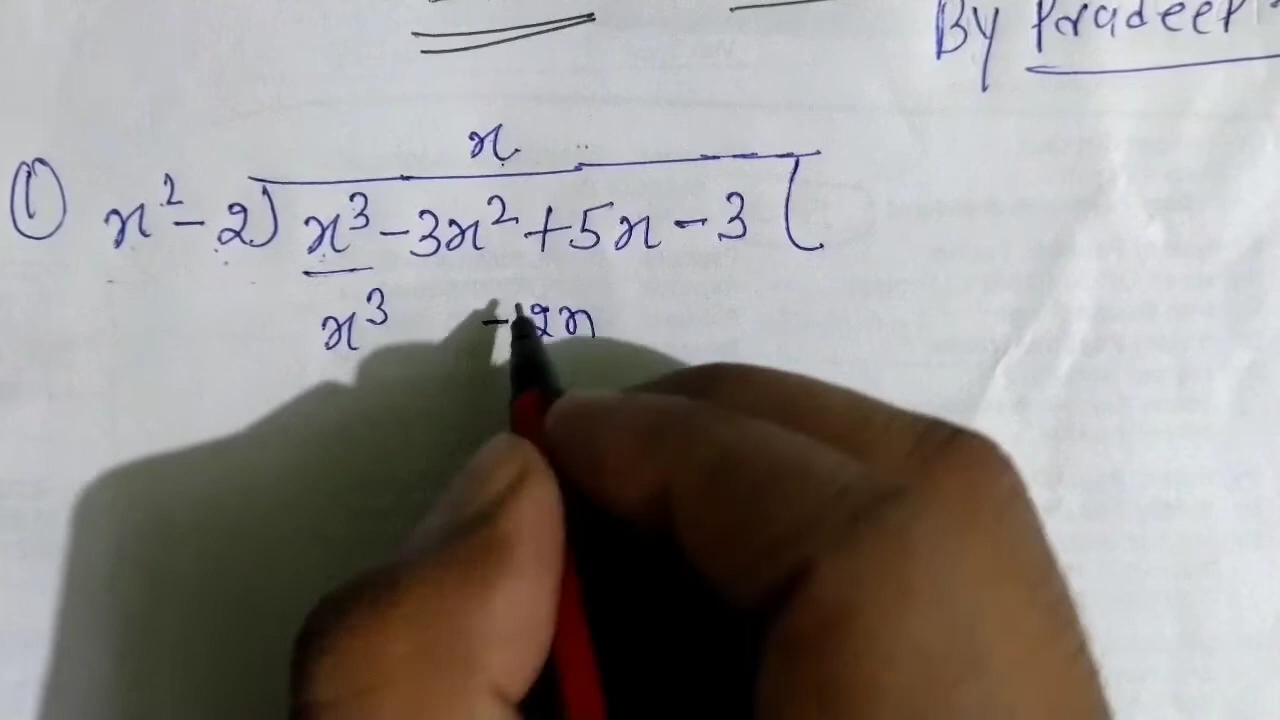 By Pradeep
x
① x² - 2) x³ - 3x² + 5x - 3 (
x³ - 2x